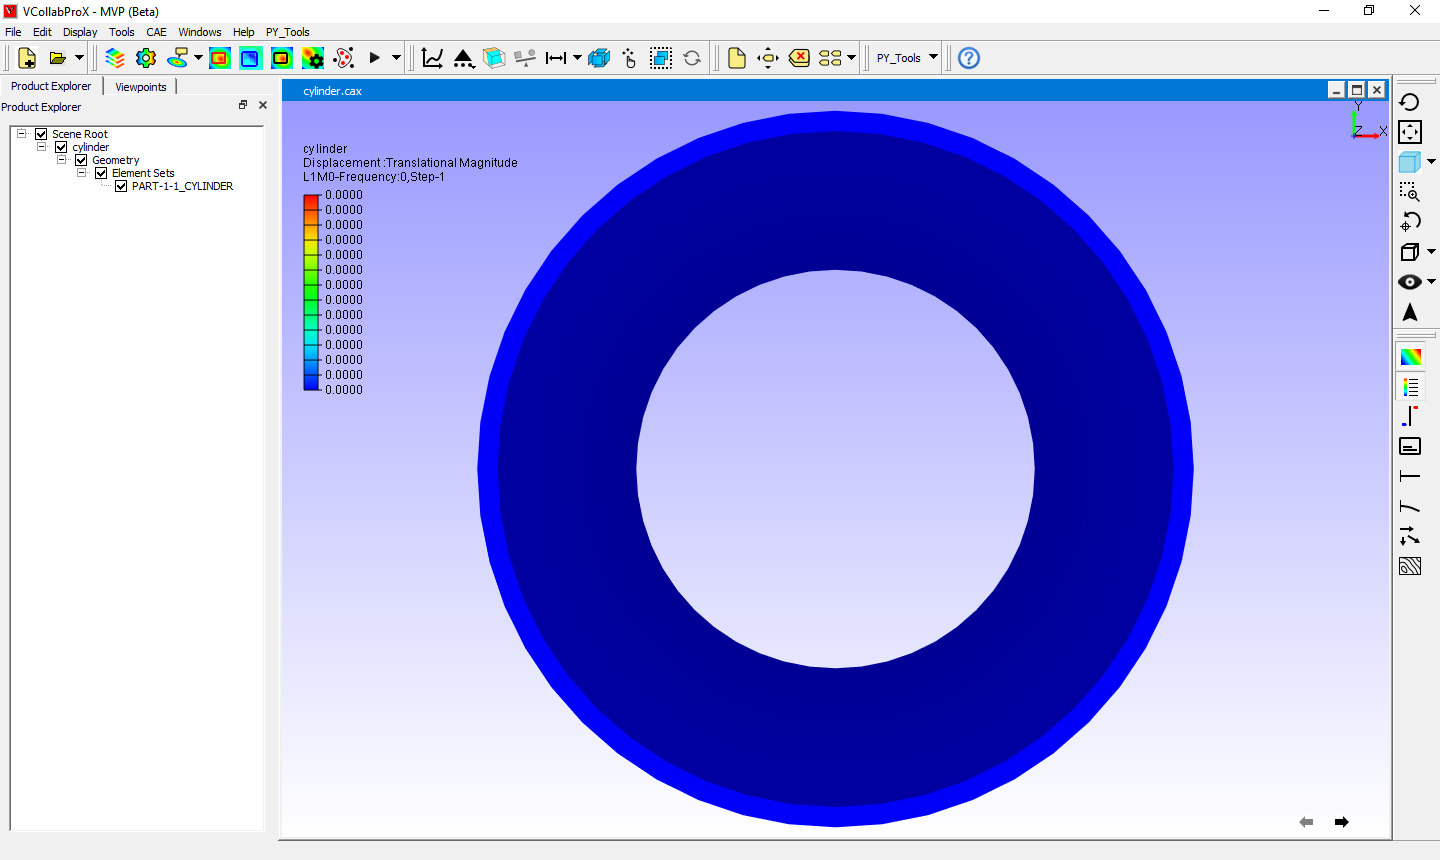 VCollabProX - MVP (Beta)
File Edit Display Tools CAE Windows Help PY_Tools
PY_Tools
Product Explorer Viewpoints
Product Explorer
Scene Root
cylinder
Geometry
Element Sets
PART-1-1_CYLINDER
cylinder.cax
cylinder
Displacement :Translational Magnitude
L1M0-Frequency:0,Step-1
0.0000
0.0000
0.0000
0.0000
0.0000
0.0000
0.0000
0.0000
0.0000
0.0000
0.0000
0.0000
0.0000
0.0000
Y
Z X